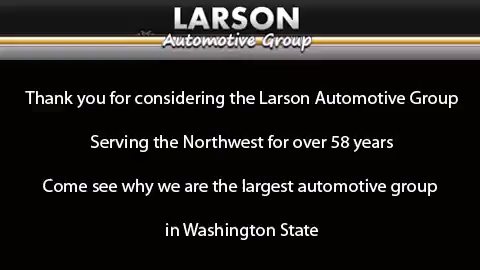 LARSON
Automotive Group
Thank you for considering the Larson Automotive Group
Serving the Northwest for over 58 years
Come see why we are the largest automotive group
in Washington State